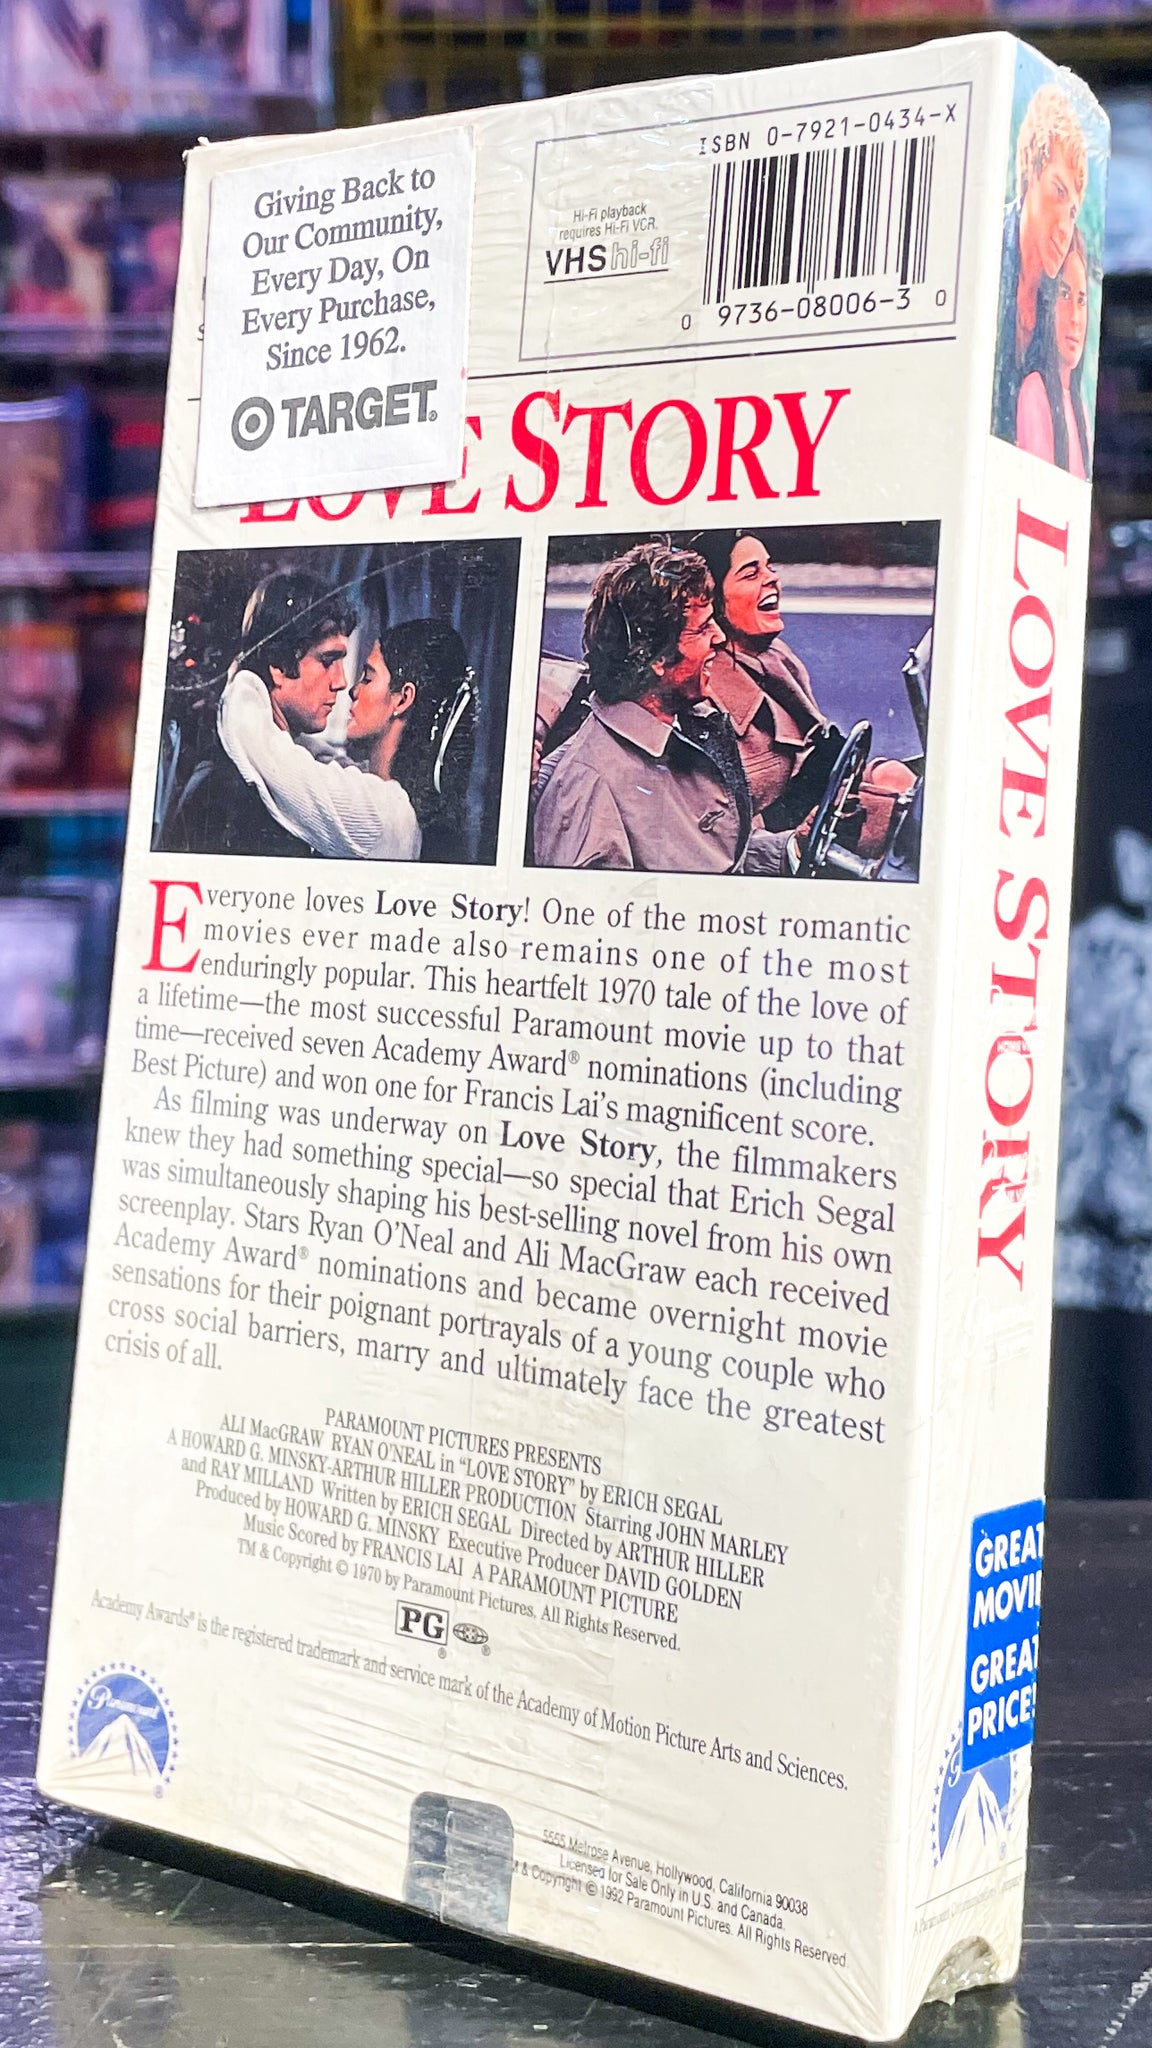 Giving Back to
Our Community,
Every Day, On
Every Purchase,
Since 1962.
TARGET®
ISBN 0-7921-0434-X
Hi-Fi playback
requires Hi-Fi VCR.
VHS hi-fi
0 9736-08006-3 0
LOVE STORY
Everyone loves Love Story! One of the most romantic
movies ever made also remains one of the most
enduringly popular. This heartfelt 1970 tale of the love of
a lifetime—the most successful Paramount movie up to that
time—received seven Academy Award® nominations (including
Best Picture) and won one for Francis Lai's magnificent score.
As filming was underway on Love Story, the filmmakers
knew they had something special—so special that Erich Segal
was simultaneously shaping his best-selling novel from his own
screenplay. Stars Ryan O'Neal and Ali MacGraw each received
Academy Award® nominations and became overnight movie
sensations for their poignant portrayals of a young couple who
cross social barriers, marry and ultimately face the greatest
crisis of all.
PARAMOUNT PICTURES PRESENTS
ALI MacGRAW RYAN O'NEAL in "LOVE STORY" by ERICH SEGAL
A HOWARD G. MINSKY-ARTHUR HILLER PRODUCTION Starring JOHN MARLEY
and RAY MILLAND Written by ERICH SEGAL Directed by ARTHUR HILLER
Produced by HOWARD G. MINSKY Executive Producer DAVID GOLDEN
Music Scored by FRANCIS LAI A PARAMOUNT PICTURE
TM & Copyright © 1970 by Paramount Pictures. All Rights Reserved.
PG ®
Academy Awards® is the registered trademark and service mark of the Academy of Motion Picture Arts and Sciences.
Paramount ®
5555 Melrose Avenue, Hollywood, California 90038
Licensed for Sale Only in U.S. and Canada.
& Copyright © 1992 Paramount Pictures. All Rights Reserved.
LOVE STORY
GREAT
MOVIE
GREAT
PRICE!